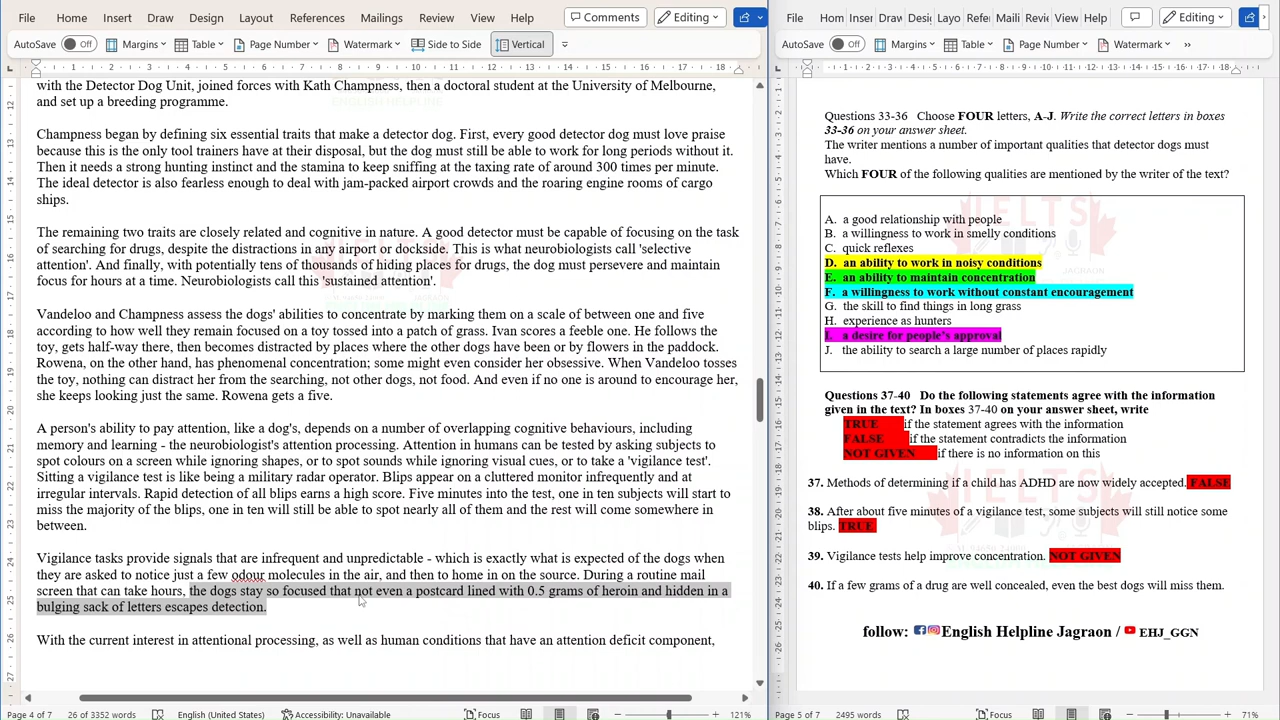 File
Home
Insert
Draw
Design
Layout
References
Mailings
Review
View
Help
Comments
Editing
AutoSave Off
Margins
Table
Page Number
Watermark
Side to Side
Vertical
with the Detector Dog Unit, joined forces with Kath Champness, then a doctoral student at the University of Melbourne,
and set up a breeding programme.
Champness began by defining six essential traits that make a detector dog. First, every good detector dog must love praise
because this is the only tool trainers have at their disposal, but the dog must still be able to work for long periods without it.
Then it needs a strong hunting instinct and the stamina to keep sniffing at the taxing rate of around 300 times per minute.
The ideal detector is also fearless enough to deal with jam-packed airport crowds and the roaring engine rooms of cargo
ships.
The remaining two traits are closely related and cognitive in nature. A good detector must be capable of focusing on the task
of searching for drugs, despite the distractions in any airport or dockside. This is what neurobiologists call 'selective
attention'. And finally, with potentially tens of thousands of hiding places for drugs, the dog must persevere and maintain
focus for hours at a time. Neurobiologists call this 'sustained attention'.
Vandeloo and Champness assess the dogs' abilities to concentrate by marking them on a scale of between one and five
according to how well they remain focused on a toy tossed into a patch of grass. Ivan scores a feeble one. He follows the
toy, gets half-way there, then becomes distracted by places where the other dogs have been or by flowers in the paddock.
Rowena, on the other hand, has phenomenal concentration; some might even consider her obsessive. When Vandeloo tosses
the toy, nothing can distract her from the searching, not other dogs, not food. And even if no one is around to encourage her,
she keeps looking just the same. Rowena gets a five.
A person's ability to pay attention, like a dog's, depends on a number of overlapping cognitive behaviours, including
memory and learning - the neurobiologist's attention processing. Attention in humans can be tested by asking subjects to
spot colours on a screen while ignoring shapes, or to spot sounds while ignoring visual cues, or to take a 'vigilance test'.
Sitting a vigilance test is like being a military radar operator. Blips appear on a cluttered monitor infrequently and at
irregular intervals. Rapid detection of all blips earns a high score. Five minutes into the test, one in ten subjects will start to
miss the majority of the blips, one in ten will still be able to spot nearly all of them and the rest will come somewhere in
between.
Vigilance tasks provide signals that are infrequent and unpredictable - which is exactly what is expected of the dogs when
they are asked to notice just a few odour molecules in the air, and then to home in on the source. During a routine mail
screen that can take hours, the dogs stay so focused that not even a postcard lined with 0.5 grams of heroin and hidden in a
bulging sack of letters escapes detection.
With the current interest in attentional processing, as well as human conditions that have an attention deficit component,
Page 4 26 of 3352 words English (United States) Accessibility: Unavailable Focus 121%
File
Hom
Inser
Draw
Layo
Refer
Maili
View
Help
Editing
AutoSave Off
Margins
Table
Page Number
Watermark
Questions 33-36 Choose FOUR letters, A-J. Write the correct letters in boxes
33-36 on your answer sheet.
The writer mentions a number of important qualities that detector dogs must
have.
Which FOUR of the following qualities are mentioned by the writer of the text?
A. a good relationship with people
B. a willingness to work in smelly conditions
C. quick reflexes
D. an ability to work in noisy conditions
E. an ability to maintain concentration
F. a willingness to work without constant encouragement
G. the skill to find things in long grass
H. experience as hunters
I. a desire for people's approval
J. the ability to search a large number of places rapidly
Questions 37-40 Do the following statements agree with the information
given in the text? In boxes 37-40 on your answer sheet, write
TRUE if the statement agrees with the information
FALSE if the statement contradicts the information
NOT GIVEN if there is no information on this
37. Methods of determining if a child has ADHD are now widely accepted. FALSE
38. After about five minutes of a vigilance test, some subjects will still notice some
blips. TRUE
39. Vigilance tests help improve concentration. NOT GIVEN
40. If a few grams of a drug are well concealed, even the best dogs will miss them.
follow: English Helpline Jagraon / EHJ_GGN
Page 5 of 7 2495 words Focus 71%